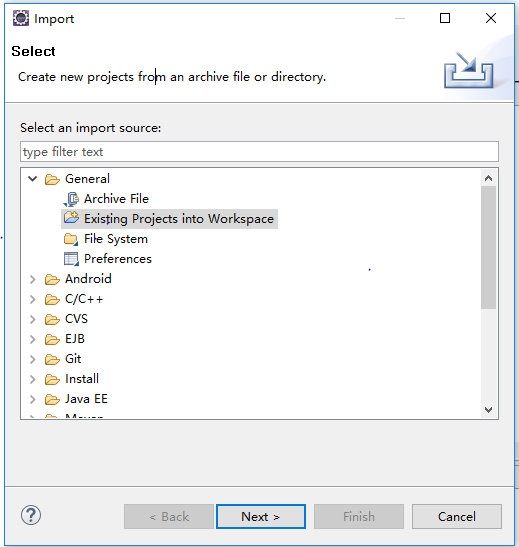 Import
Select
Create new projects from an archive file or directory.
Select an import source:
type filter text
General
Archive File
Existing Projects into Workspace
File System
Preferences
Android
C/C++
CVS
EJB
Git
Install
Java EE
Maven
?
< Back
Next >
Finish
Cancel